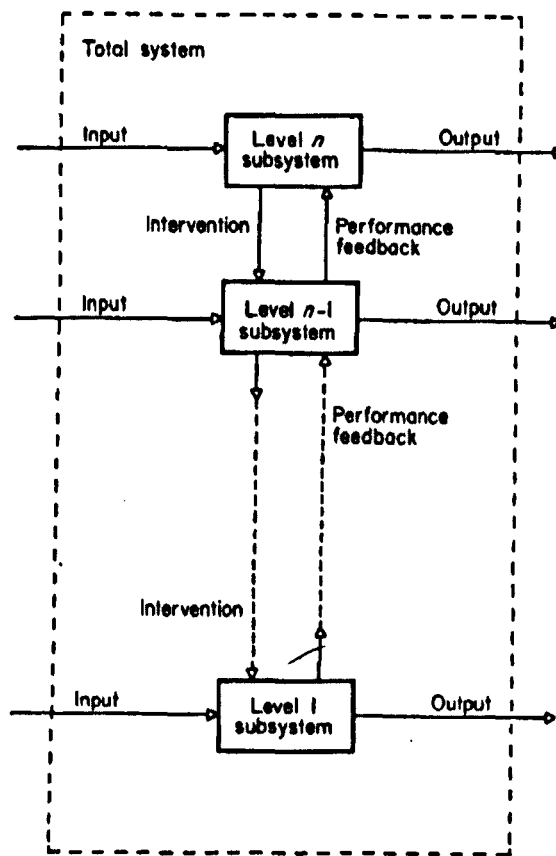 Total system
Input
Level n
subsystem
Output
Intervention
Performance
feedback
Input
Level n-1
subsystem
Output
Performance
feedback
Intervention
Input
Level 1
subsystem
Output